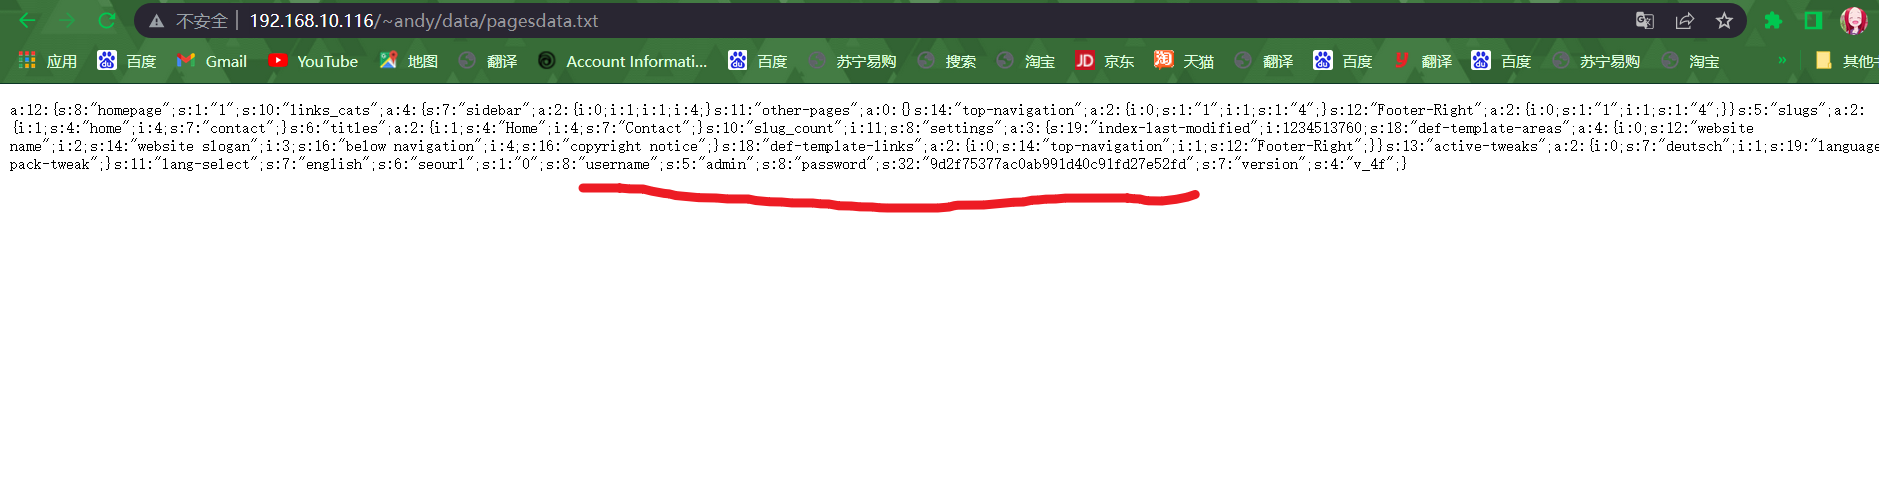 不安全 192.168.10.116/~andy/data/pagesdata.txt
应用 百度 Gmail YouTube 地图 翻译 Account Informati... 百度 苏宁易购 搜索 淘宝 京东 天猫 翻译 百度 翻译 百度 苏宁易购 淘宝 » 其他
a:12:{s:8:"homepage";s:1:"1";s:10:"links_cats";a:4:{s:7:"sidebar";a:2:{i:0;i:1;i:1;i:4;}s:11:"other-pages";a:0:{}s:14:"top-navigation";a:2:{i:0;s:1:"1";i:1;s:1:"4";}s:12:"Footer-Right";a:2:{i:0;s:1:"1";i:1;s:1:"4";}}s:5:"slugs";a:2:
{i:1;s:4:"home";i:4;s:7:"contact";}s:6:"titles";a:2:{i:1;s:4:"Home";i:4;s:7:"Contact";}s:10:"slug_count";i:11;s:8:"settings";a:3:{s:19:"index-last-modified";i:1234513760;s:18:"def-template-areas";a:4:{i:0;s:12:"website
name";i:2;s:14:"website slogan";i:3;s:16:"below navigation";i:4;s:16:"copyright notice";}s:18:"def-template-links";a:2:{i:0;s:14:"top-navigation";i:1;s:12:"Footer-Right";}}s:13:"active-tweaks";a:2:{i:0;s:7:"deutsch";i:1;s:19:"language
pack-tweak";}s:11:"lang-select";s:7:"english";s:6:"seourl";s:1:"0";s:8:"username";s:5:"admin";s:8:"password";s:32:"9d2f75377ac0ab991d40c91fd27e52fd";s:7:"version";s:4:"v_4f";}